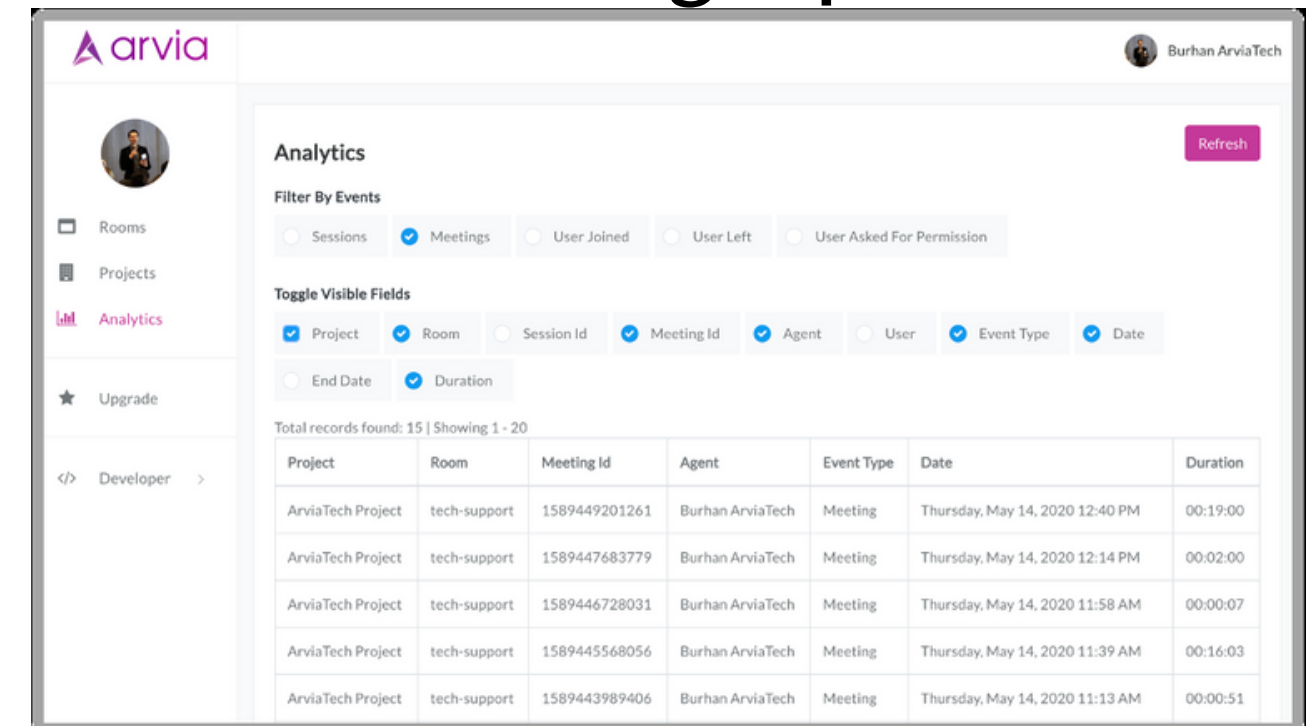 arvia
Burhan ArviaTech
Analytics
Refresh
Filter By Events
Sessions Meetings User Joined User Left User Asked For Permission
Rooms
Projects
Analytics
Upgrade
</> Developer >
Toggle Visible Fields
Project Room Session Id Meeting Id Agent User Event Type Date
End Date Duration
Total records found: 15 | Showing 1 - 20
Project Room Meeting Id Agent Event Type Date Duration
ArviaTech Project tech-support 1589449201261 Burhan ArviaTech Meeting Thursday, May 14, 2020 12:40 PM 00:19:00
ArviaTech Project tech-support 1589447683779 Burhan ArviaTech Meeting Thursday, May 14, 2020 12:14 PM 00:02:00
ArviaTech Project tech-support 1589446728031 Burhan ArviaTech Meeting Thursday, May 14, 2020 11:58 AM 00:00:07
ArviaTech Project tech-support 1589445568056 Burhan ArviaTech Meeting Thursday, May 14, 2020 11:39 AM 00:16:03
ArviaTech Project tech-support 1589443989406 Burhan ArviaTech Meeting Thursday, May 14, 2020 11:13 AM 00:00:51